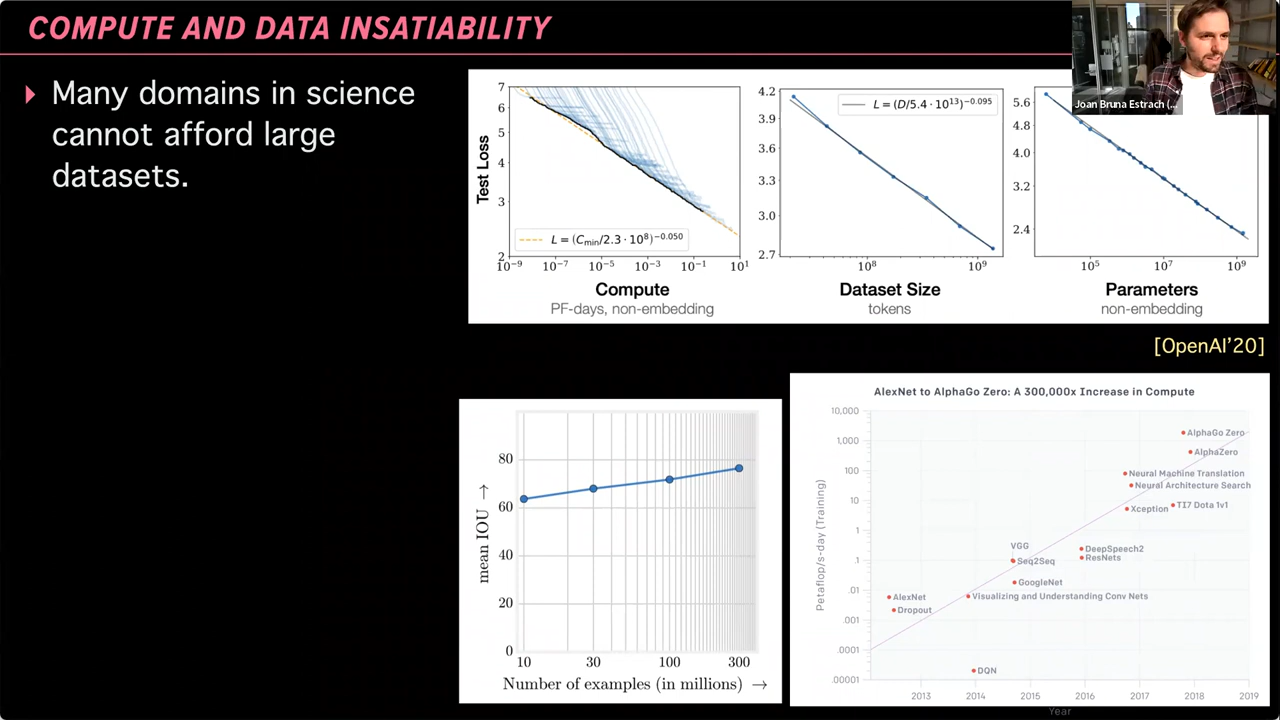 COMPUTE AND DATA INSATIABILITY
Many domains in science
cannot afford large
datasets.
Joan Bruna Estrach (...
Test Loss
7
6
5
4
3
2
L = (Cmin/2.3 · 10⁸)⁻⁰·⁰⁵⁰
10⁻⁹ 10⁻⁷ 10⁻⁵ 10⁻³ 10⁻¹ 10¹
Compute
PF-days, non-embedding
4.2
3.9
3.6
3.3
3.0
2.7
L = (D/5.4 · 10¹³)⁻⁰·⁰⁹⁵
10⁸ 10⁹
Dataset Size
tokens
5.6
4.8
4.0
3.2
2.4
10⁵ 10⁷ 10⁹
Parameters
non-embedding
[OpenAI’20]
mean IOU →
80
60
40
20
0
10 30 100 300
Number of examples (in millions) →
AlexNet to AlphaGo Zero: A 300,000x Increase in Compute
Petaflop/s-day (Training)
10,000
1,000
100
10
1
.1
.01
.001
.0001
.00001
AlphaGo Zero
AlphaZero
Neural Machine Translation
Neural Architecture Search
Xception
TI7 Dota 1v1
VGG
DeepSpeech2
Seq2Seq
ResNets
GoogleNet
AlexNet
Visualizing and Understanding Conv Nets
Dropout
DQN
2013 2014 2015 2016 2017 2018 2019
Year